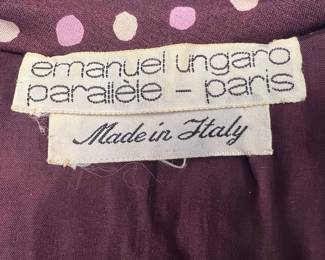 emanuel ungaro
parallèle - paris
Made in Italy